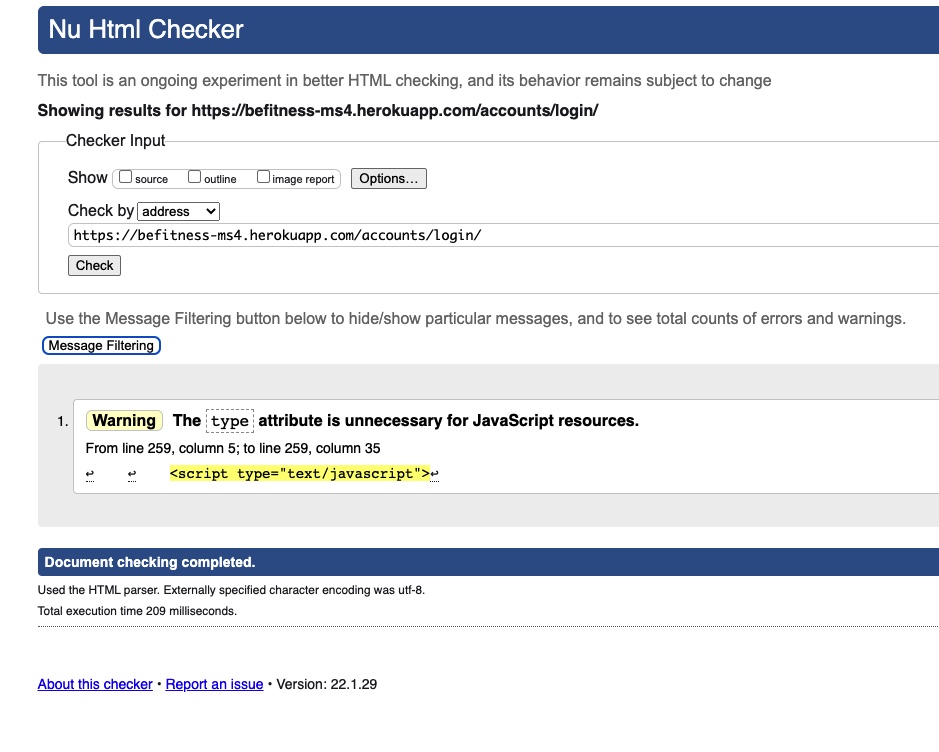 Nu Html Checker
This tool is an ongoing experiment in better HTML checking, and its behavior remains subject to change
Showing results for https://befitness-ms4.herokuapp.com/accounts/login/
Checker Input
Show source outline image report Options...
Check by address
https://befitness-ms4.herokuapp.com/accounts/login/
Check
Use the Message Filtering button below to hide/show particular messages, and to see total counts of errors and warnings.
Message Filtering
1. Warning The type attribute is unnecessary for JavaScript resources.
From line 259, column 5; to line 259, column 35
↩ ↩ <script type="text/javascript">↩
Document checking completed.
Used the HTML parser. Externally specified character encoding was utf-8.
Total execution time 209 milliseconds.
About this checker • Report an issue • Version: 22.1.29